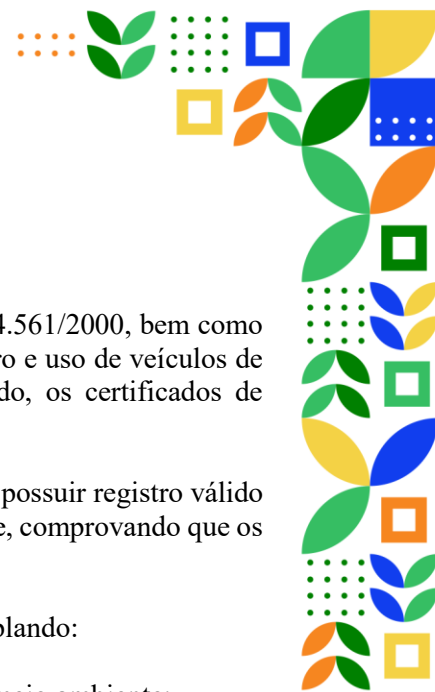 4.561/2000, bem como
o e uso de veículos de
do, os certificados de
possuir registro válido
e, comprovando que os
plando: